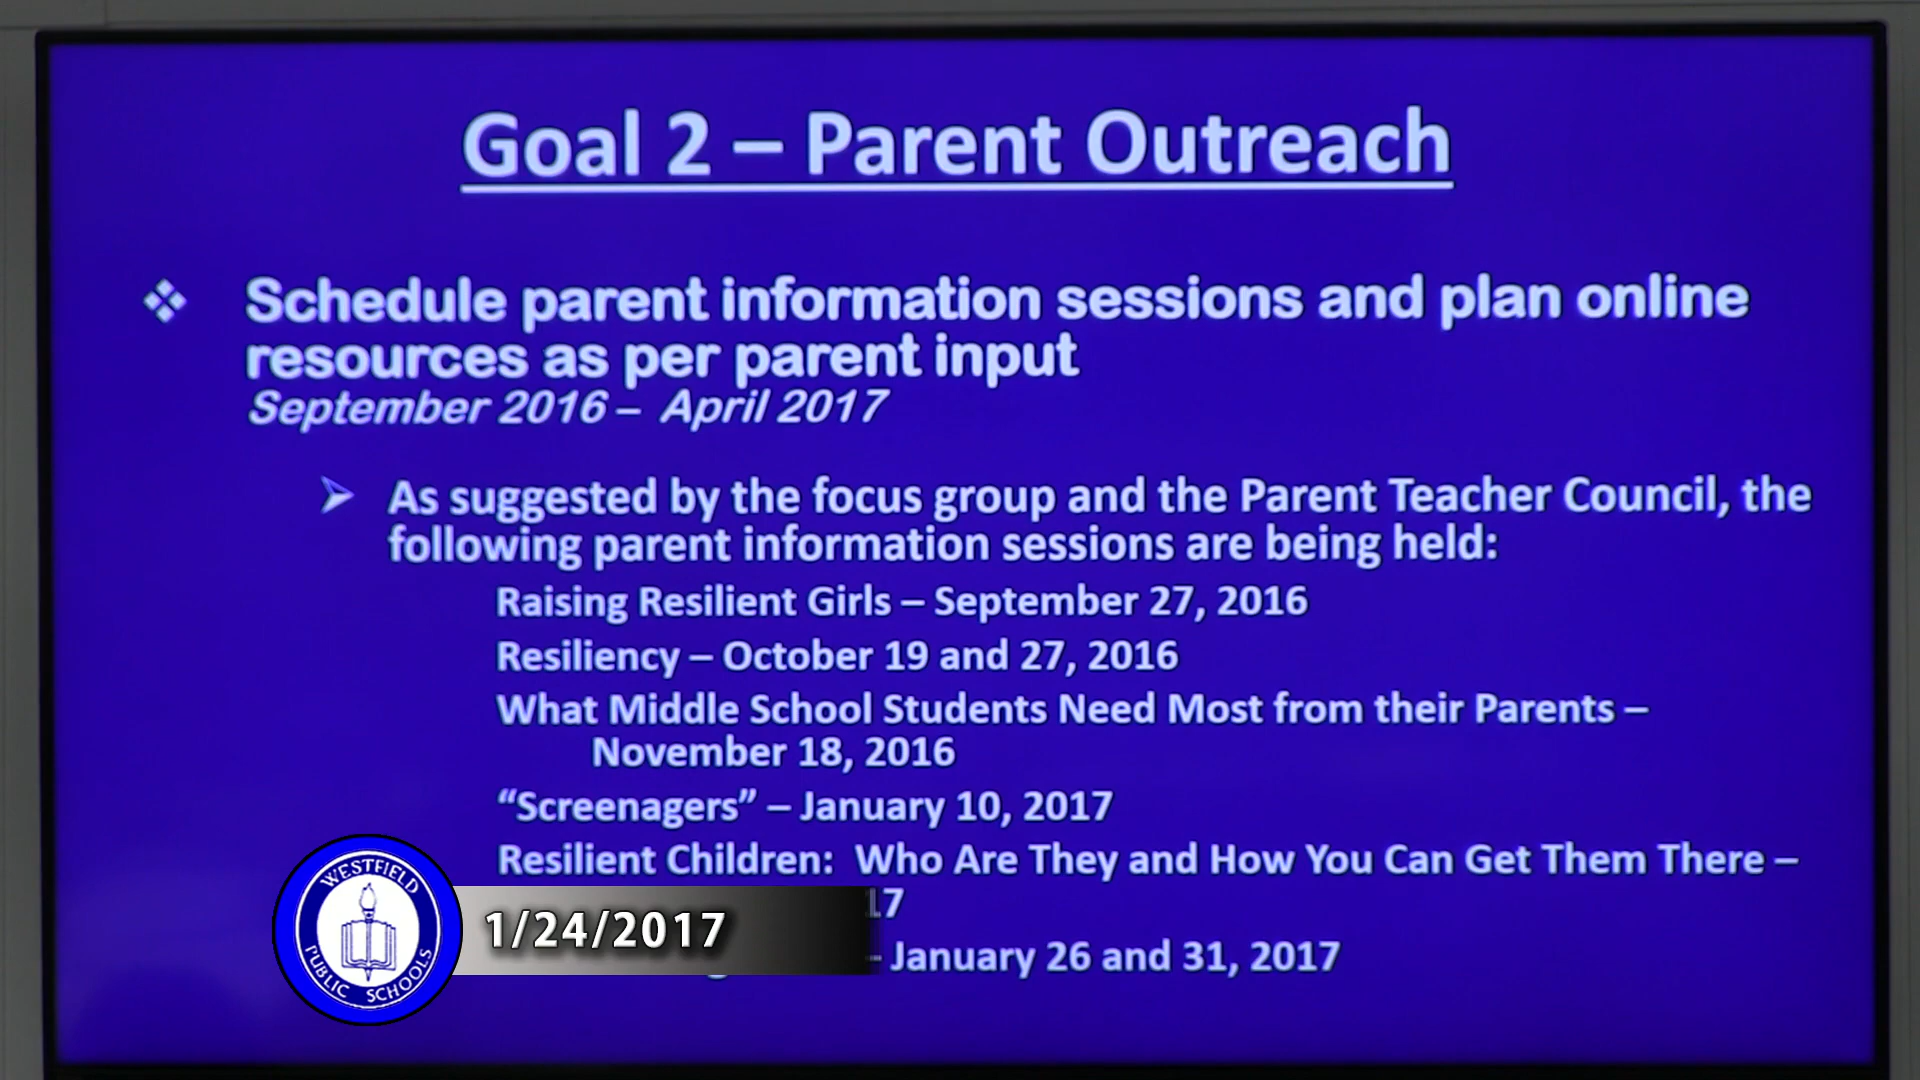 Goal 2 – Parent Outreach
❖ Schedule parent information sessions and plan online
resources as per parent input
September 2016 – April 2017
➢ As suggested by the focus group and the Parent Teacher Council, the
following parent information sessions are being held:
Raising Resilient Girls – September 27, 2016
Resiliency – October 19 and 27, 2016
What Middle School Students Need Most from their Parents –
November 18, 2016
“Screenagers” – January 10, 2017
Resilient Children:  Who Are They and How You Can Get Them There –
17
– January 26 and 31, 2017
WESTFIELD
PUBLIC SCHOOLS
1/24/2017